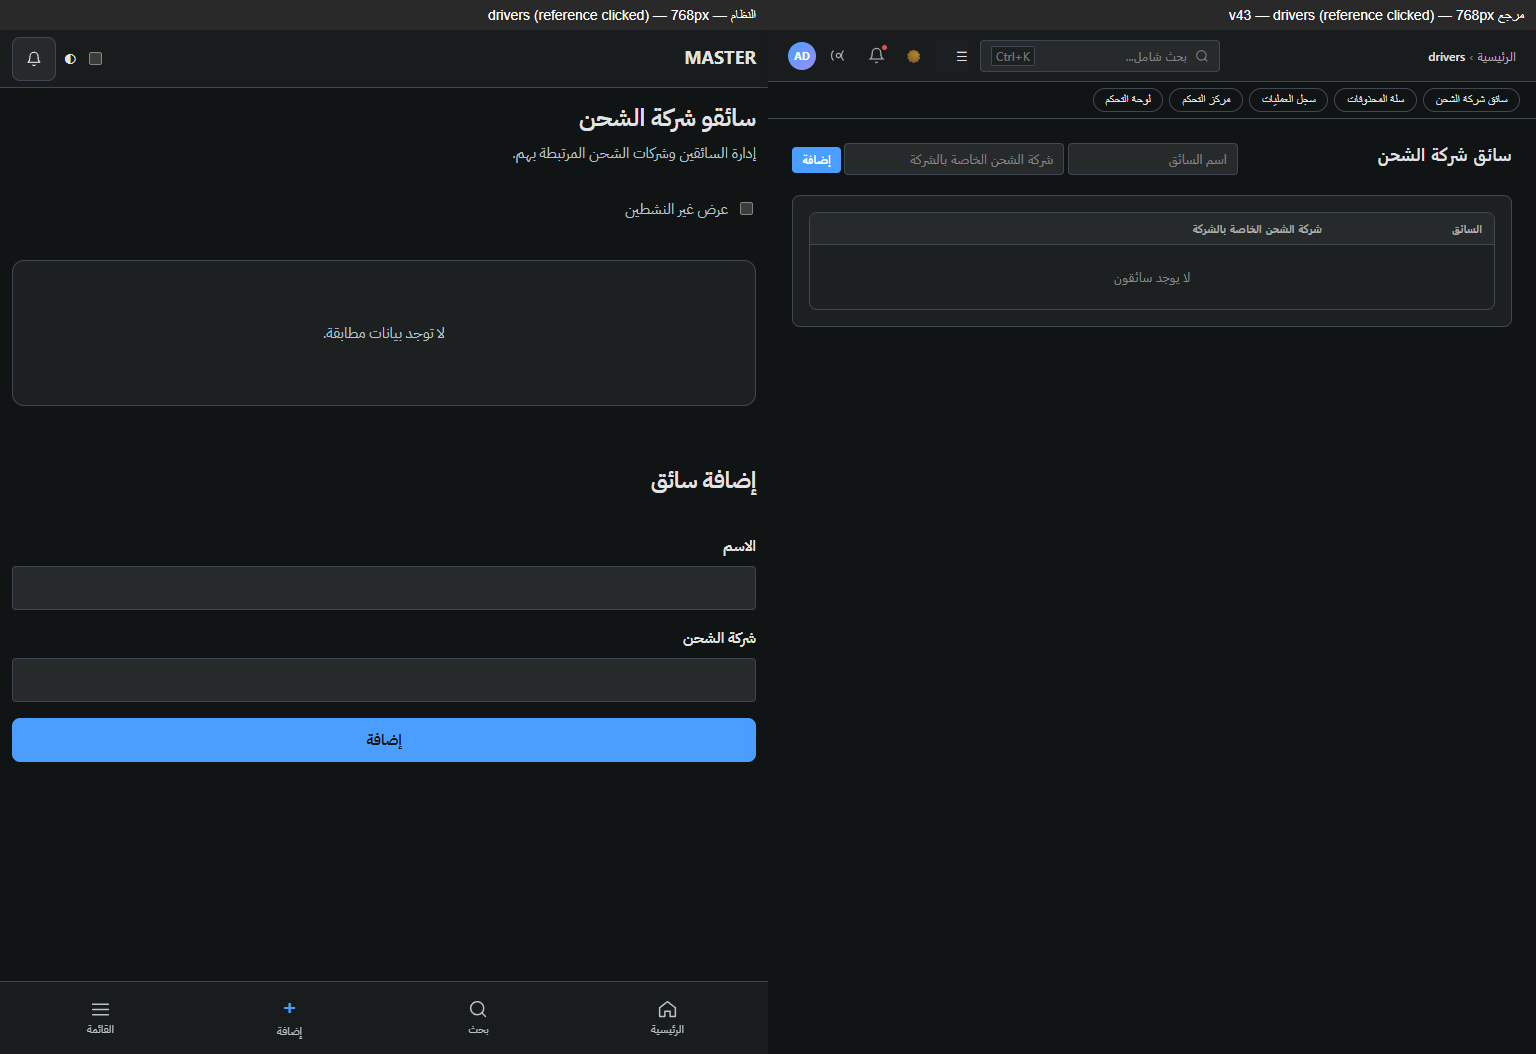 مرجع v43 — drivers (reference clicked) — 768px
الرئيسية › drivers
بحث شامل...
Ctrl+K
AD
سائق شركة الشحن
سلة المحذوفات
سجل العمليات
مركز التحكم
لوحة التحكم
سائق شركة الشحن
اسم السائق
شركة الشحن الخاصة بالشركة
إضافة
السائق
شركة الشحن الخاصة بالشركة
لا يوجد سائقون
النظام — drivers (reference clicked) — 768px
MASTER
سائقو شركة الشحن
إدارة السائقين وشركات الشحن المرتبطة بهم.
عرض غير النشطين
لا توجد بيانات مطابقة.
إضافة سائق
الاسم
شركة الشحن
إضافة
الرئيسية
بحث
إضافة
القائمة